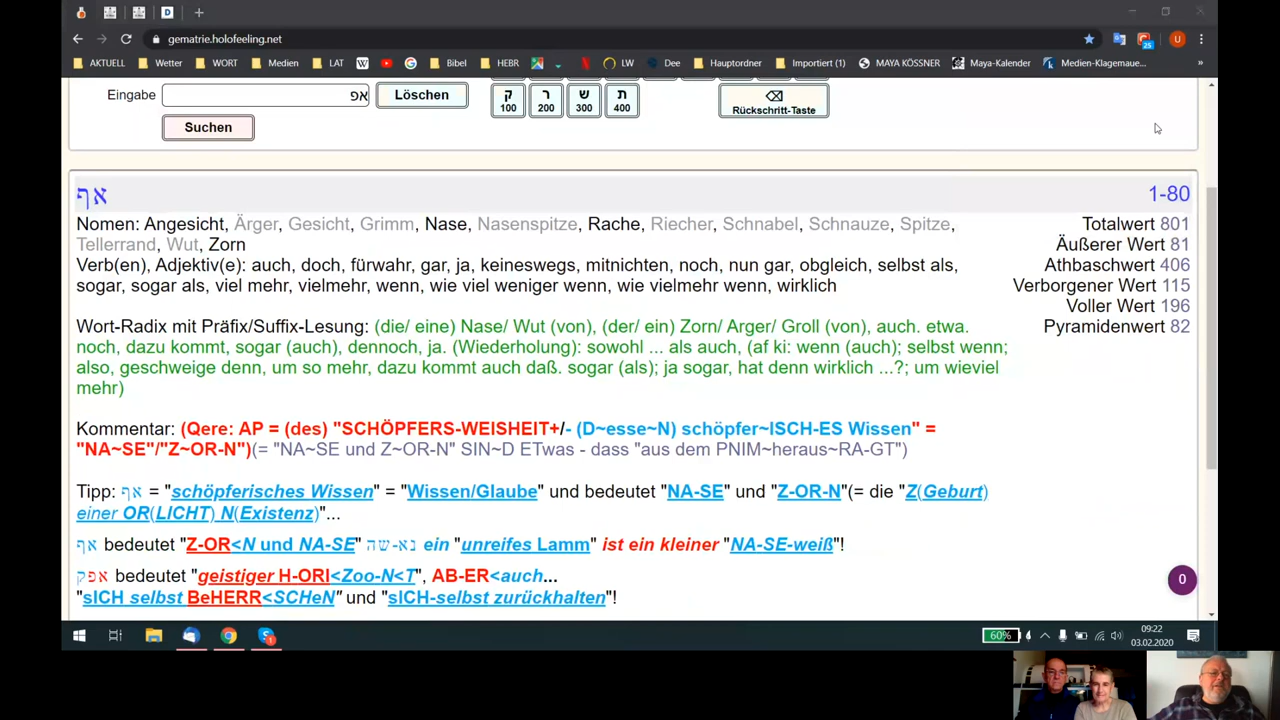 gematrie.holofeeling.net
AKTUELL Wetter WORT Medien LAT Bibel HEBR LW Dee Hauptordner Importiert (1) MAYA KÖSSNER Maya-Kalender Medien-Klagemaue... »
Eingabe אפ Löschen ק 100 ר 200 ש 300 ת 400 Rückschritt-Taste
Suchen
אף 1-80
Nomen: Angesicht, Ärger, Gesicht, Grimm, Nase, Nasenspitze, Rache, Riecher, Schnabel, Schnauze, Spitze,
Tellerrand, Wut, Zorn
Verb(en), Adjektiv(e): auch, doch, fürwahr, gar, ja, keineswegs, mitnichten, noch, nun gar, obgleich, selbst als,
sogar, sogar als, viel mehr, vielmehr, wenn, wie viel weniger wenn, wie vielmehr wenn, wirklich
Totalwert 801
Äußerer Wert 81
Athbaschwert 406
Verborgener Wert 115
Voller Wert 196
Pyramidenwert 82
Wort-Radix mit Präfix/Suffix-Lesung: (die/ eine) Nase/ Wut (von), (der/ ein) Zorn/ Arger/ Groll (von), auch. etwa.
noch, dazu kommt, sogar (auch), dennoch, ja. (Wiederholung): sowohl ... als auch, (af ki: wenn (auch); selbst wenn;
also, geschweige denn, um so mehr, dazu kommt auch daß. sogar (als); ja sogar, hat denn wirklich ...?; um wieviel
mehr)
Kommentar: (Qere: AP = (des) "SCHÖPFERS-WEISHEIT+/- (D~esse~N) schöpfer~ISCH-ES Wissen" =
"NA~SE"/"Z~OR-N")(= "NA~SE und Z~OR-N" SIN~D ETwas - dass "aus dem PNIM~heraus~RA-GT")
Tipp: אף = "schöpferisches Wissen" = "Wissen/Glaube" und bedeutet "NA-SE" und "Z-OR-N"(= die "Z(Geburt)
einer OR(LICHT) N(Existenz)"...
אף bedeutet "Z-OR<N und NA-SE" נא-שה ein "unreifes Lamm" ist ein kleiner "NA-SE-weiß"!
אפק bedeutet "geistiger H-ORI<Zoo-N<T", AB-ER<auch...
"sICH selbst BeHERR<SCHeN" und "sICH-selbst zurückhalten"!
0
60% 09:22
03.02.2020